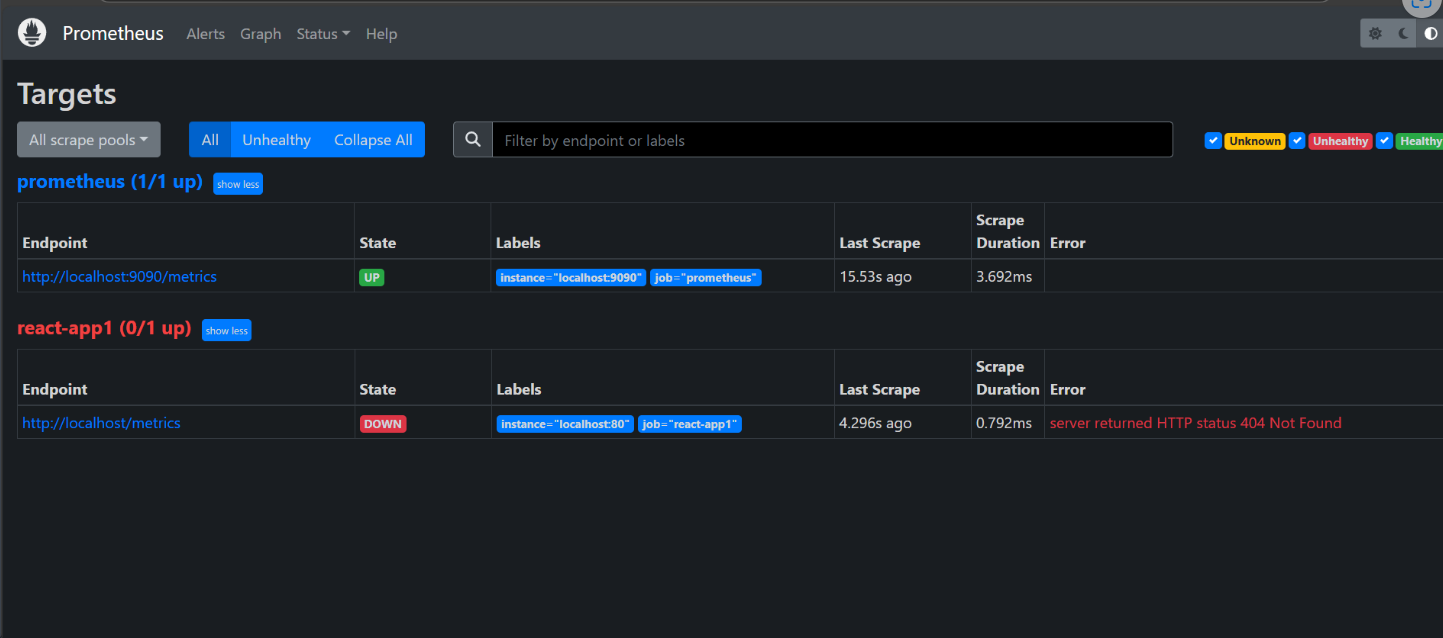 Prometheus Alerts Graph Status Help
Targets
All scrape pools All Unhealthy Collapse All Filter by endpoint or labels Unknown Unhealthy Healthy
prometheus (1/1 up) show less
Endpoint State Labels Last Scrape Scrape Duration Error
http://localhost:9090/metrics UP instance="localhost:9090" job="prometheus" 15.53s ago 3.692ms
react-app1 (0/1 up) show less
Endpoint State Labels Last Scrape Scrape Duration Error
http://localhost/metrics DOWN instance="localhost:80" job="react-app1" 4.296s ago 0.792ms server returned HTTP status 404 Not Found